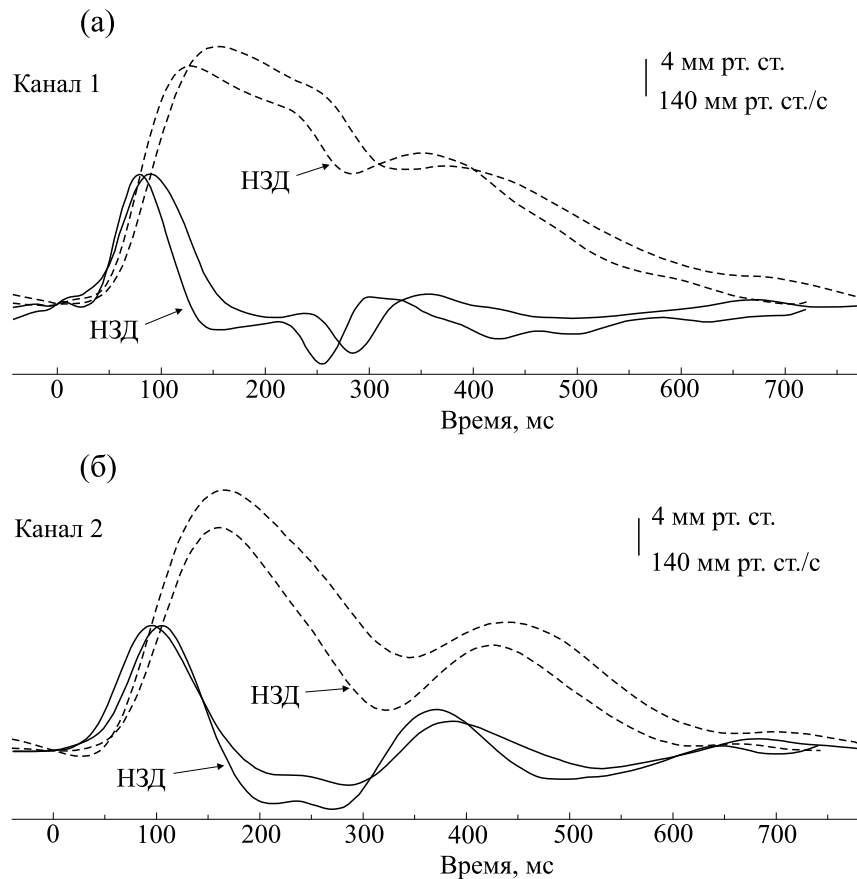 (а)
Канал 1
4 мм рт. ст.
140 мм рт. ст./с
НЗД
НЗД
0 100 200 300 400 500 600 700
Время, мс
(б)
Канал 2
4 мм рт. ст.
140 мм рт. ст./с
НЗД
НЗД
0 100 200 300 400 500 600 700
Время, мс